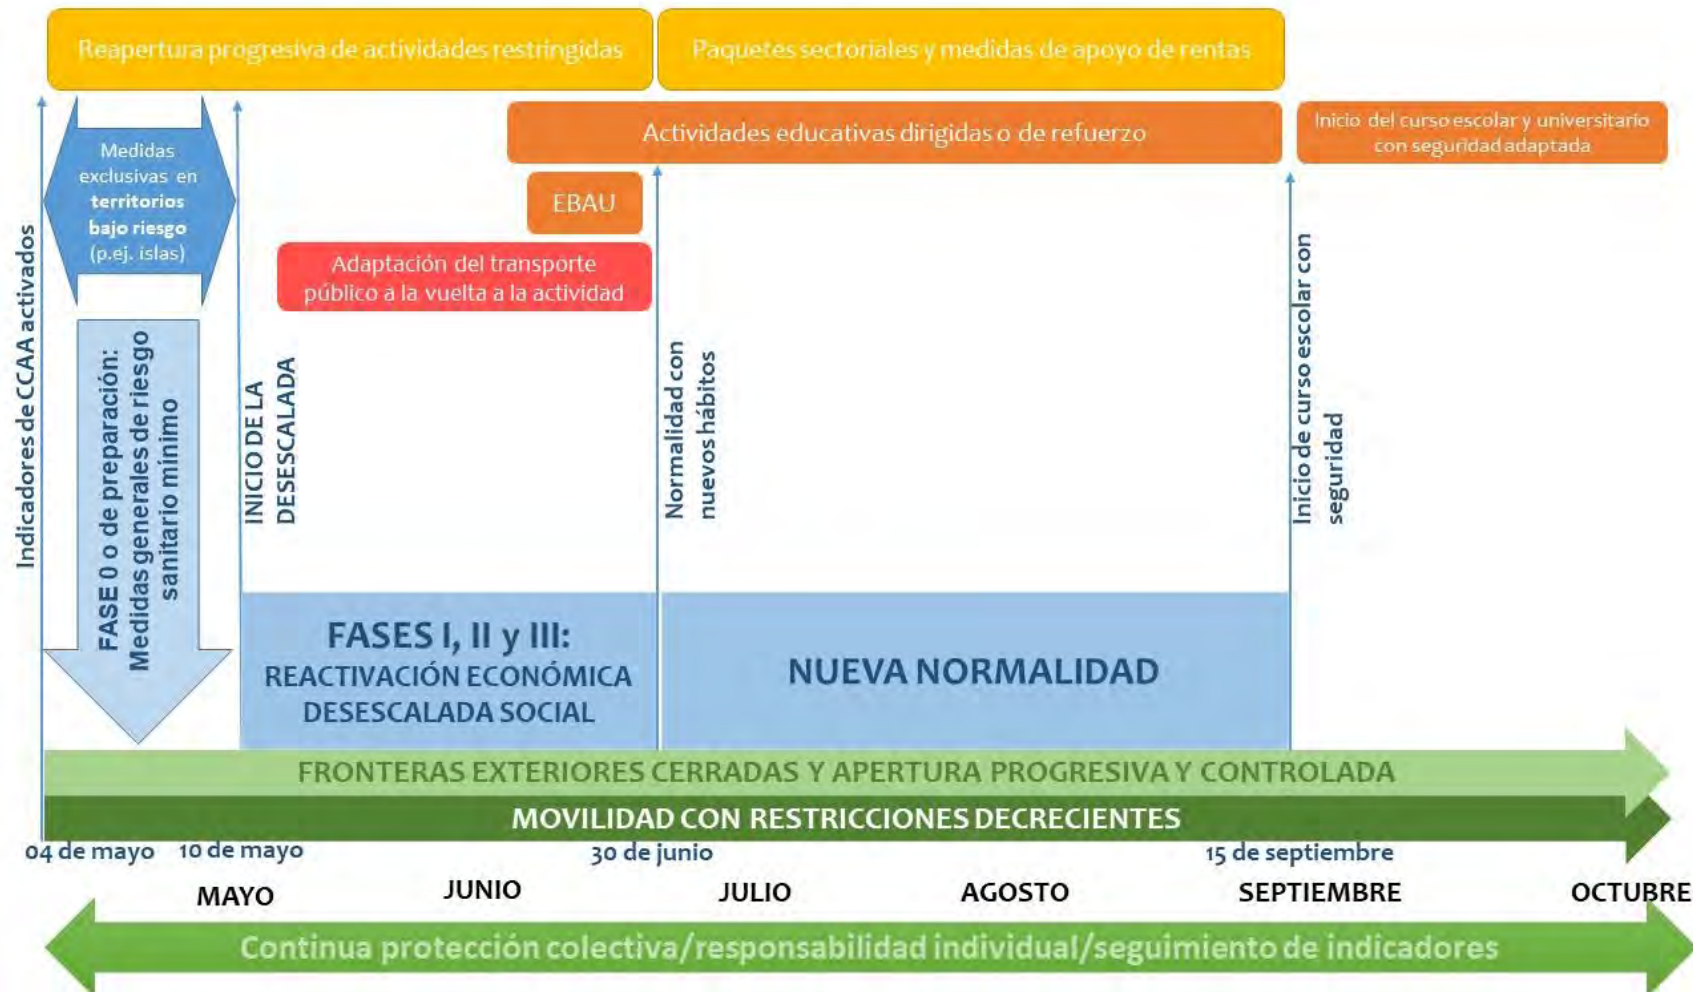 Reapertura progresiva de actividades restringidas
Paquetes sectoriales y medidas de apoyo de rentas
Actividades educativas dirigidas o de refuerzo
Inicio del curso escolar y universitario
con seguridad adaptada
Medidas
exclusivas en
territorios
bajo riesgo
(p.ej. islas)
EBAU
Adaptación del transporte
público a la vuelta a la actividad
Indicadores de CCAA activados
FASE 0 o de preparación:
Medidas generales de riesgo
sanitario mínimo
INICIO DE LA
DESESCALADA
Normalidad con
nuevos hábitos
Inicio de curso escolar con
seguridad
FASES I, II y III:
REACTIVACIÓN ECONÓMICA
DESESCALADA SOCIAL
NUEVA NORMALIDAD
FRONTERAS EXTERIORES CERRADAS Y APERTURA PROGRESIVA Y CONTROLADA
MOVILIDAD CON RESTRICCIONES DECRECIENTES
04 de mayo 10 de mayo 30 de junio 15 de septiembre
MAYO JUNIO JULIO AGOSTO SEPTIEMBRE OCTUBRE
Continua protección colectiva/responsabilidad individual/seguimiento de indicadores